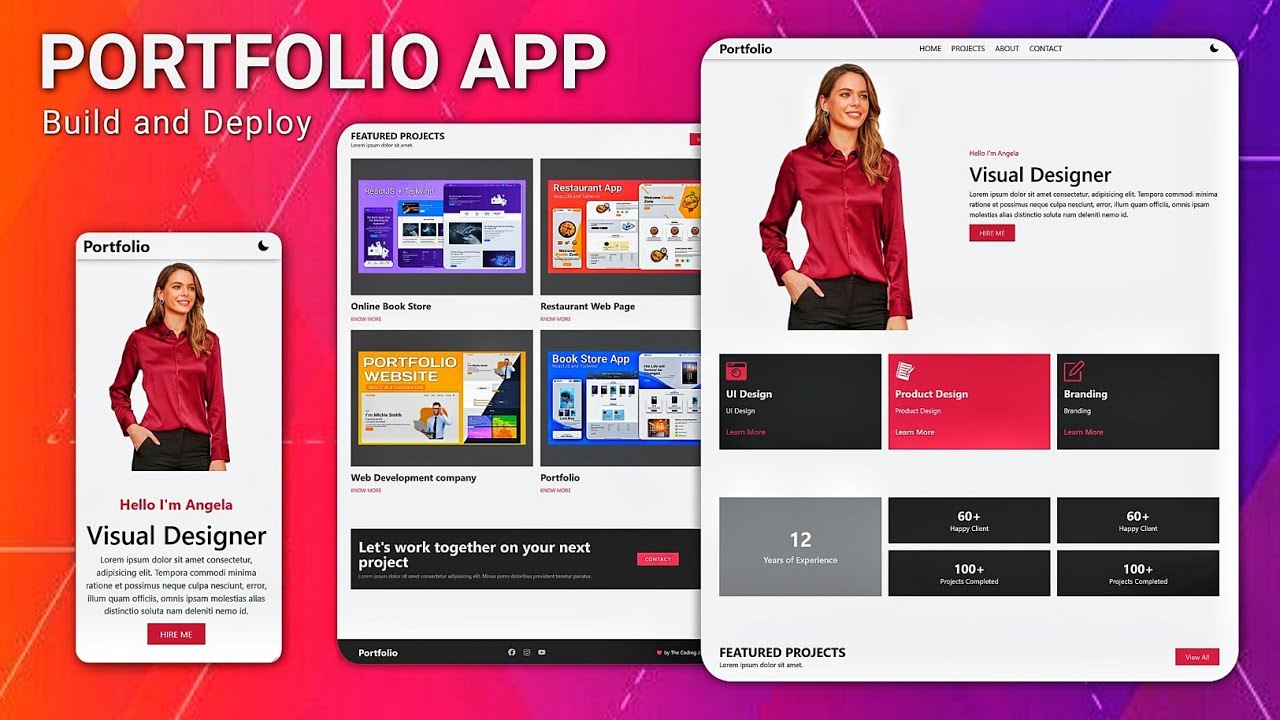 PORTFOLIO APP
Build and Deploy
Portfolio
Hello I'm Angela
Visual Designer
Lorem ipsum dolor sit amet consectetur,
adipisicing elit. Tempora commodi minima
ratione et possimus neque culpa nesciunt, error,
illum quam officiis, omnis ipsam molestias alias
distinctio soluta nam deleniti nemo id.
HIRE ME
FEATURED PROJECTS
Lorem ipsum dolor sit amet.
ReactJS + Tailwind
Restaurant App
ReactJS and Tailwind
Online Book Store
KNOW MORE
Restaurant Web Page
KNOW MORE
PORTFOLIO
WEBSITE
REACT JS & TAILWIND CSS
I'm Michle Smith
Book Store App
ReactJS and Tailwind
Web Development company
KNOW MORE
Portfolio
KNOW MORE
Let's work together on your next
project
Lorem ipsum dolor sit amet consectetur adipisicing elit. Minus porro doloribus provident tenetur pariatur.
CONTACT
Portfolio
by The Coding
Portfolio
HOME PROJECTS ABOUT CONTACT
Hello I'm Angela
Visual Designer
Lorem ipsum dolor sit amet consectetur, adipisicing elit. Tempora commodi minima
ratione et possimus neque culpa nesciunt, error, illum quam officiis, omnis ipsam
molestias alias distinctio soluta nam deleniti nemo id.
HIRE ME
UI Design
UI Design
Learn More
Product Design
Product Design
Learn More
Branding
Branding
Learn More
12
Years of Experience
60+
Happy Client
60+
Happy Client
100+
Projects Completed
100+
Projects Completed
FEATURED PROJECTS
Lorem ipsum dolor sit amet.
View All